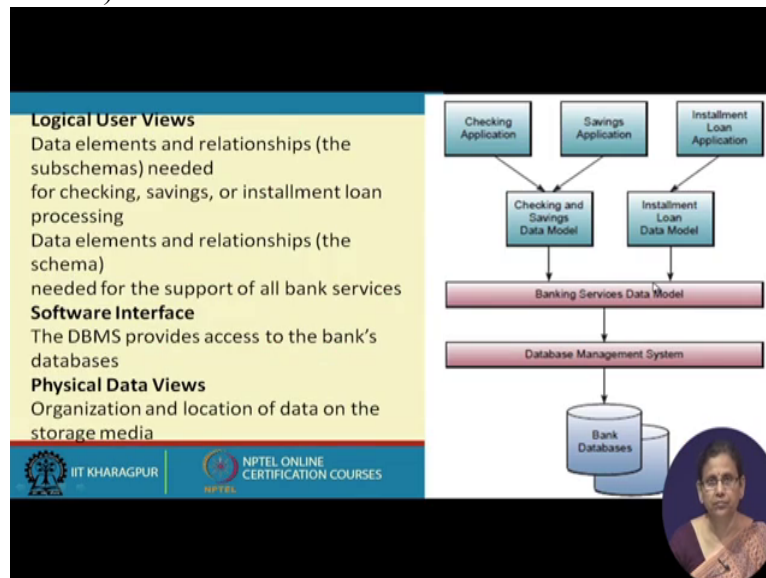 Logical User Views
Data elements and relationships (the
subschemas) needed
for checking, savings, or installment loan
processing
Data elements and relationships (the
schema)
needed for the support of all bank services
Software Interface
The DBMS provides access to the bank's
databases
Physical Data Views
Organization and location of data on the
storage media
Checking
Application
Savings
Application
Installment
Loan
Application
Checking and
Savings
Data Model
Installment
Loan
Data Model
Banking Services Data Model
Database Management System
Bank
Databases
IIT KHARAGPUR
NPTEL
NPTEL ONLINE
CERTIFICATION COURSES